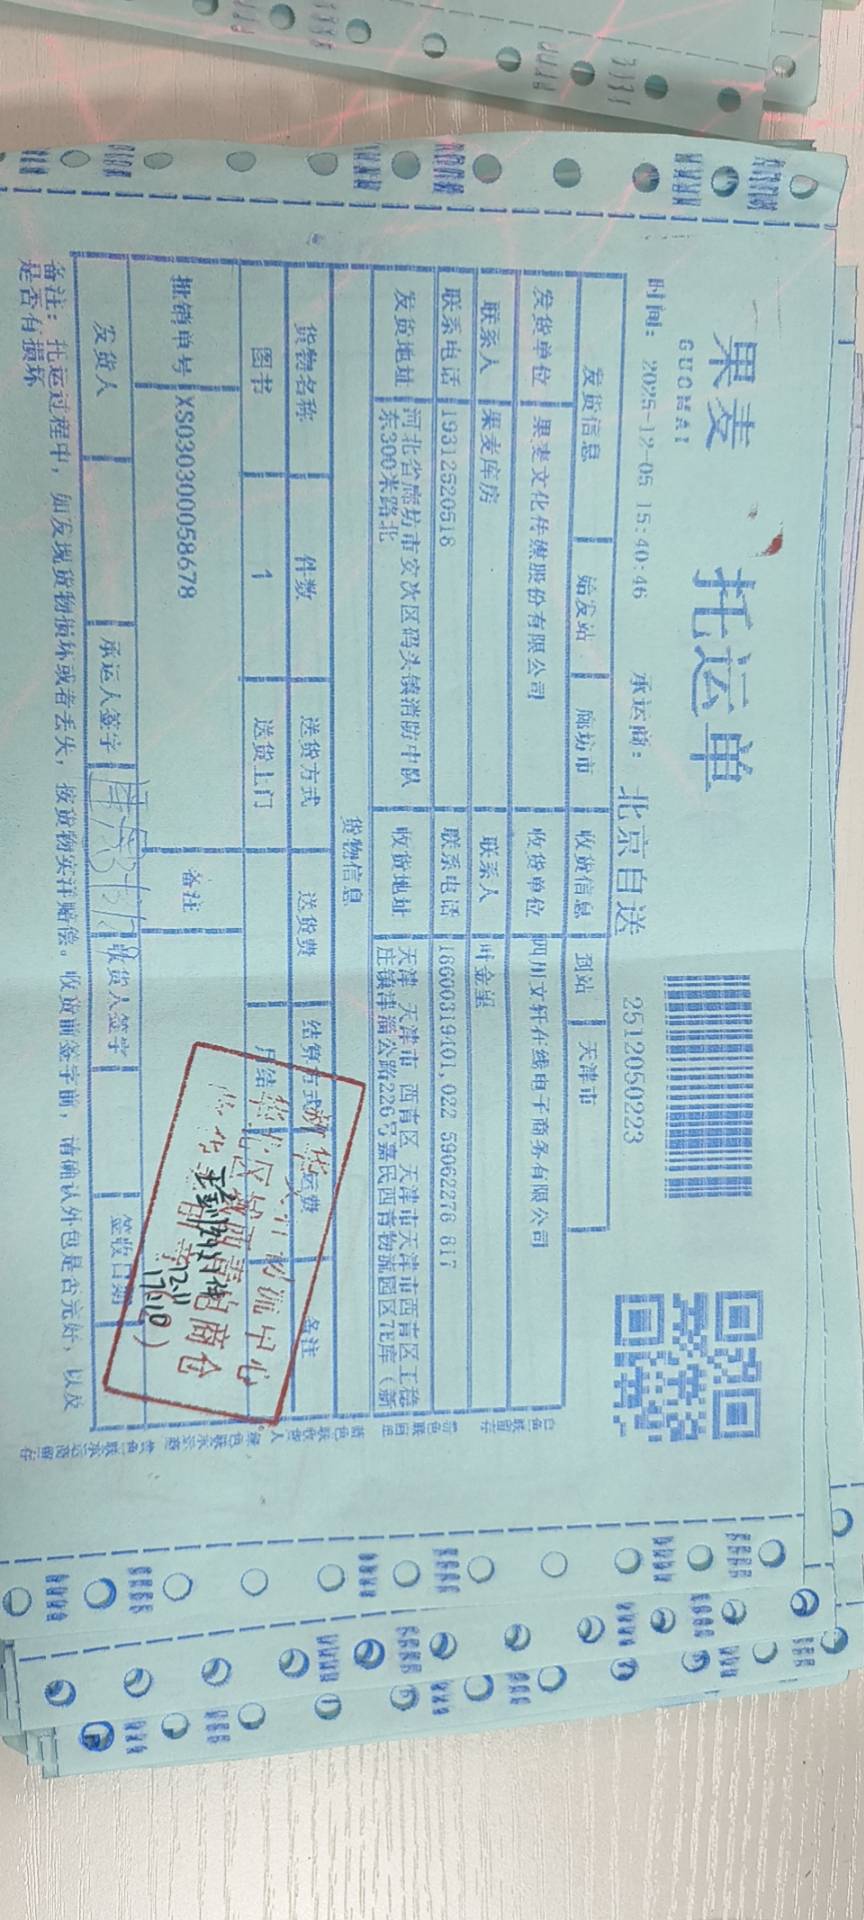 果麦 托运单
GUOMAI
时间：2025-12-05 15:40:46 承运商：北京自送 2512050223
发货信息 始发站 廊坊市 收货信息 到站 天津市
发货单位 果麦文化传媒股份有限公司 收货单位 四川文轩在线电子商务有限公司
联系人 果麦库房 联系人 叶金玺
联系电话 19312520518 联系电话 18600319401,022 59062278 817
发货地址 河北省廊坊市安次区码头镇消防中队东300米路北 收货地址 天津 天津市 西青区 天津市天津市西青区王稳庄镇津淄公路226号嘉民西青物流园区7E库（新
货物信息
货物名称 件数 送货方式 送货费 结算方式 运费 备注
图书 1 送货上门 月结
批销单号 XS030300058678 备注
发货人 承运人签字 收货人签字 签收日期
备注：托运过程中，如发现货物损坏或者丢失，按货物实洋赔偿。收货前签字前，请确认外包是否完好，以及
是否有损坏
物流中心
电商仓